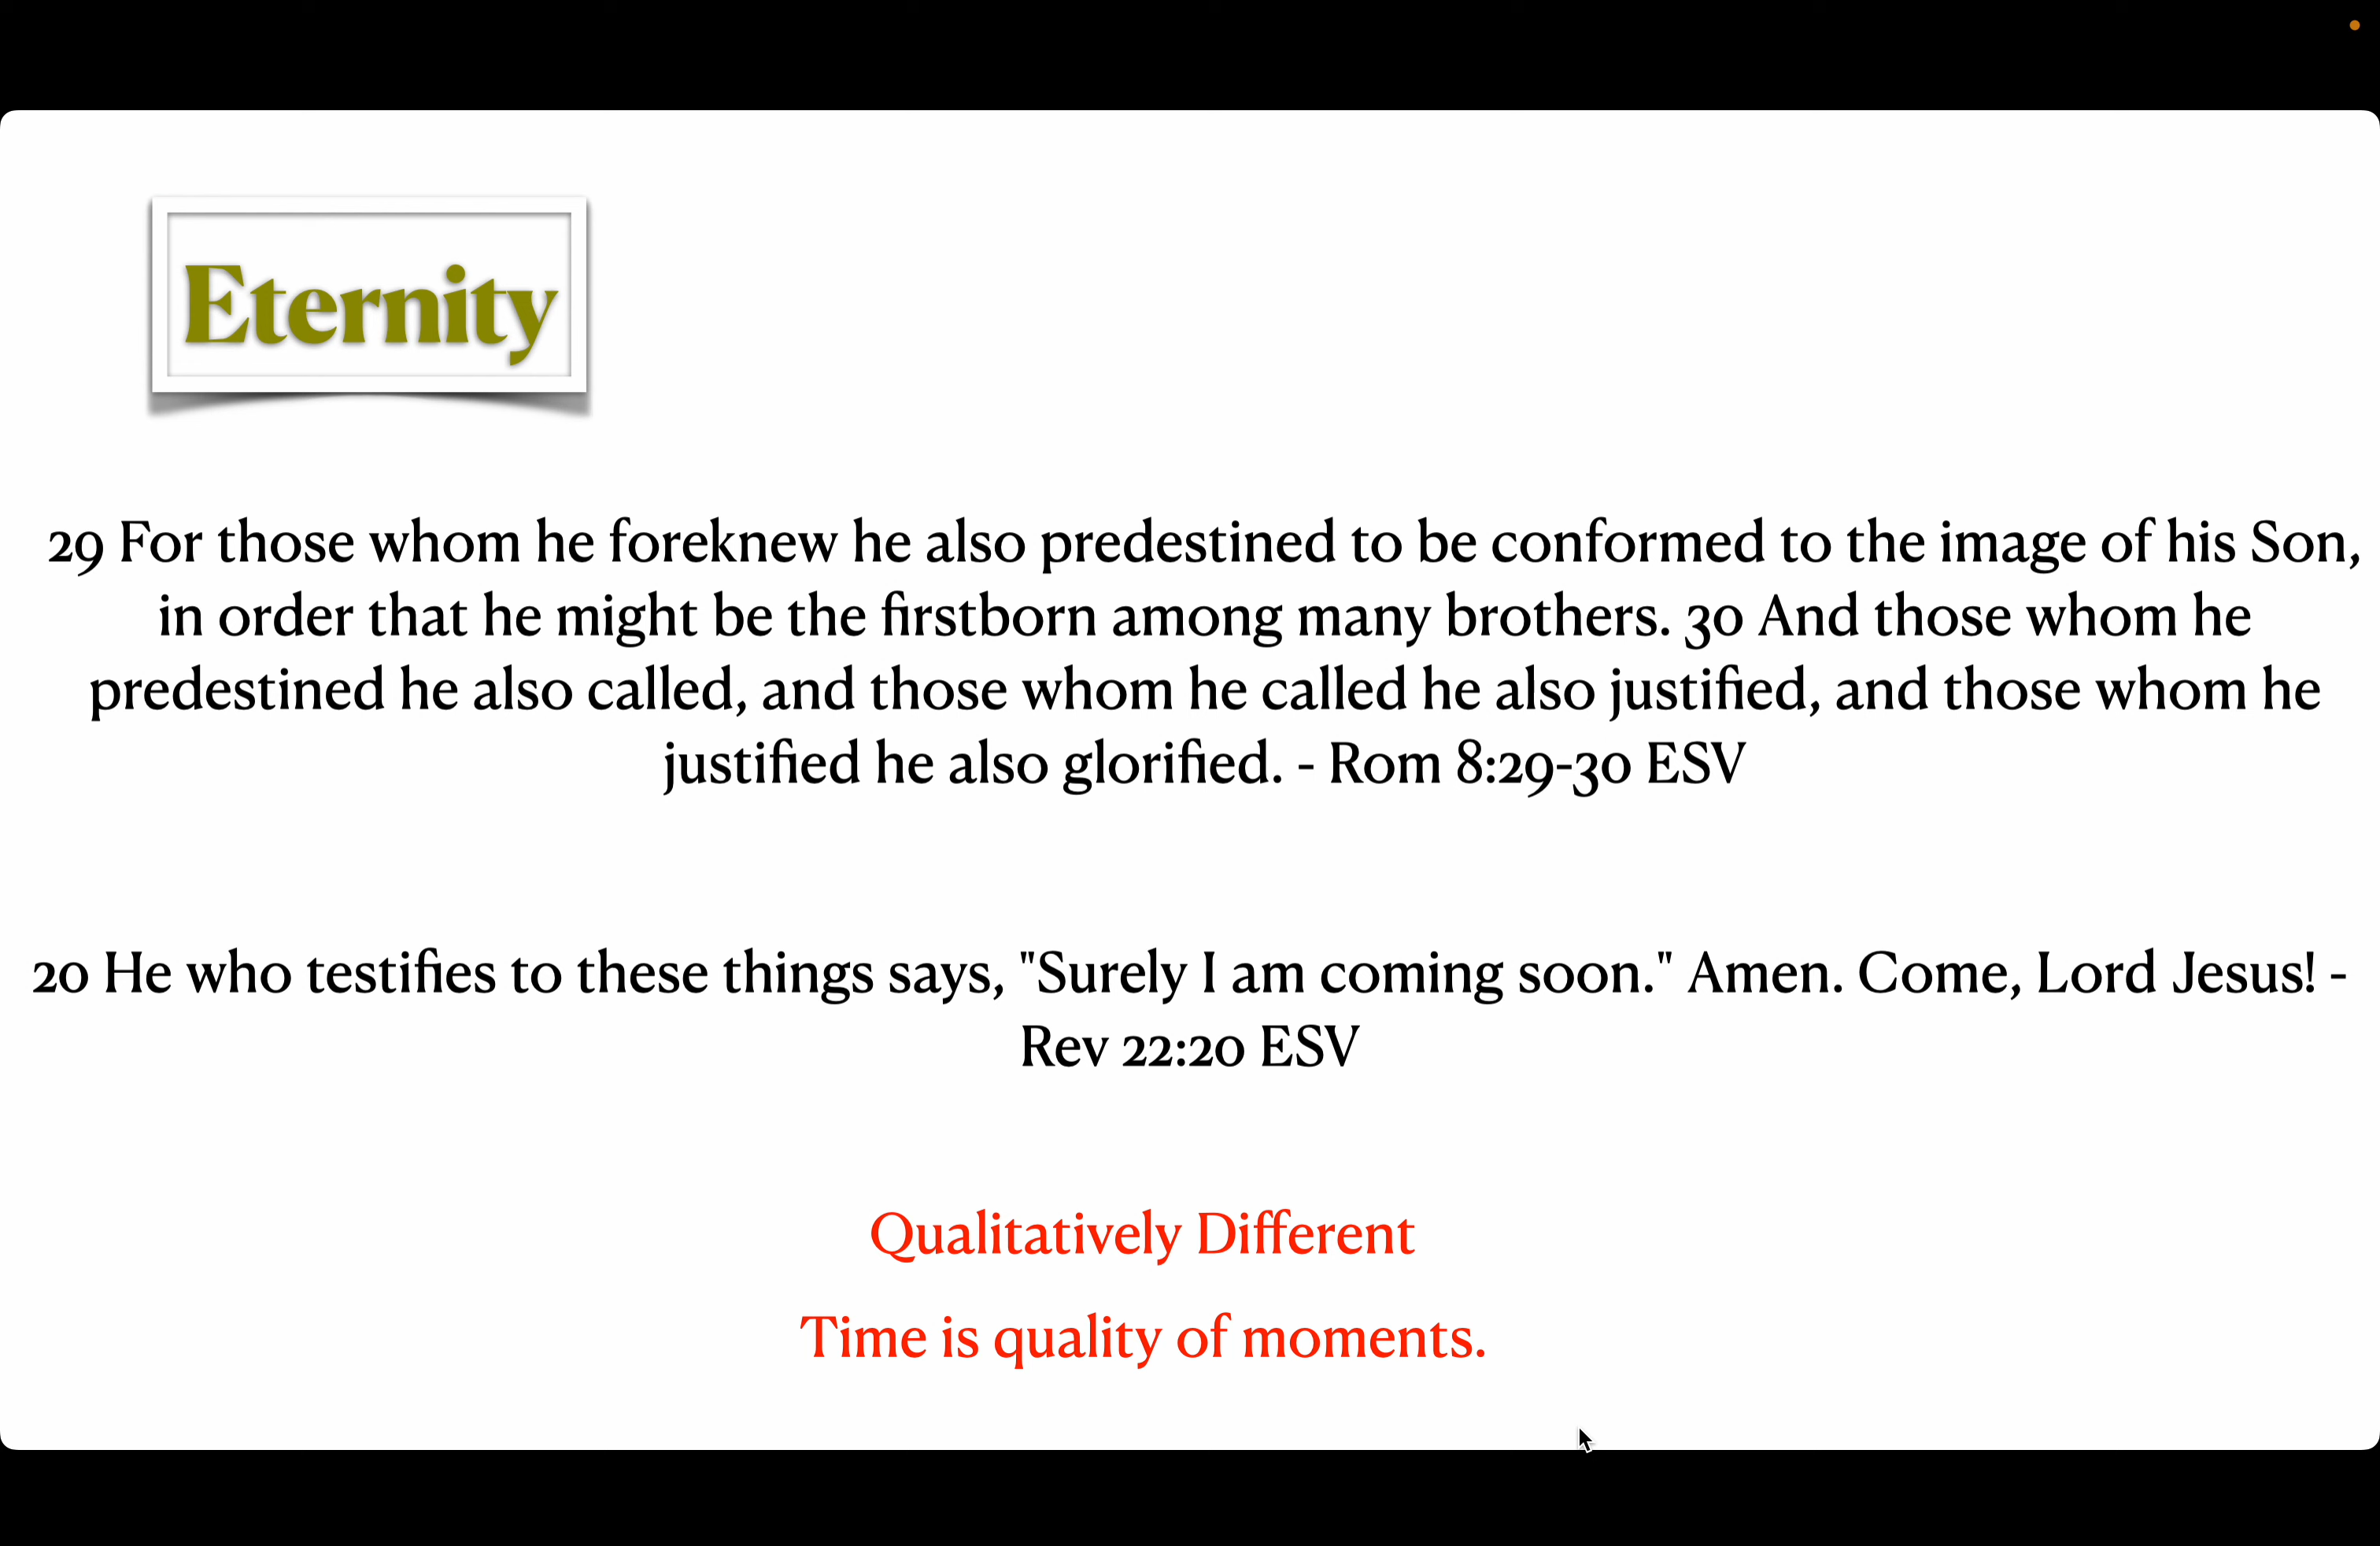 Eternity
29 For those whom he foreknew he also predestined to be conformed to the image of his Son,
in order that he might be the firstborn among many brothers. 30 And those whom he
predestined he also called, and those whom he called he also justified, and those whom he
justified he also glorified. - Rom 8:29-30 ESV
20 He who testifies to these things says, "Surely I am coming soon." Amen. Come, Lord Jesus! -
Rev 22:20 ESV
Qualitatively Different
Time is quality of moments.